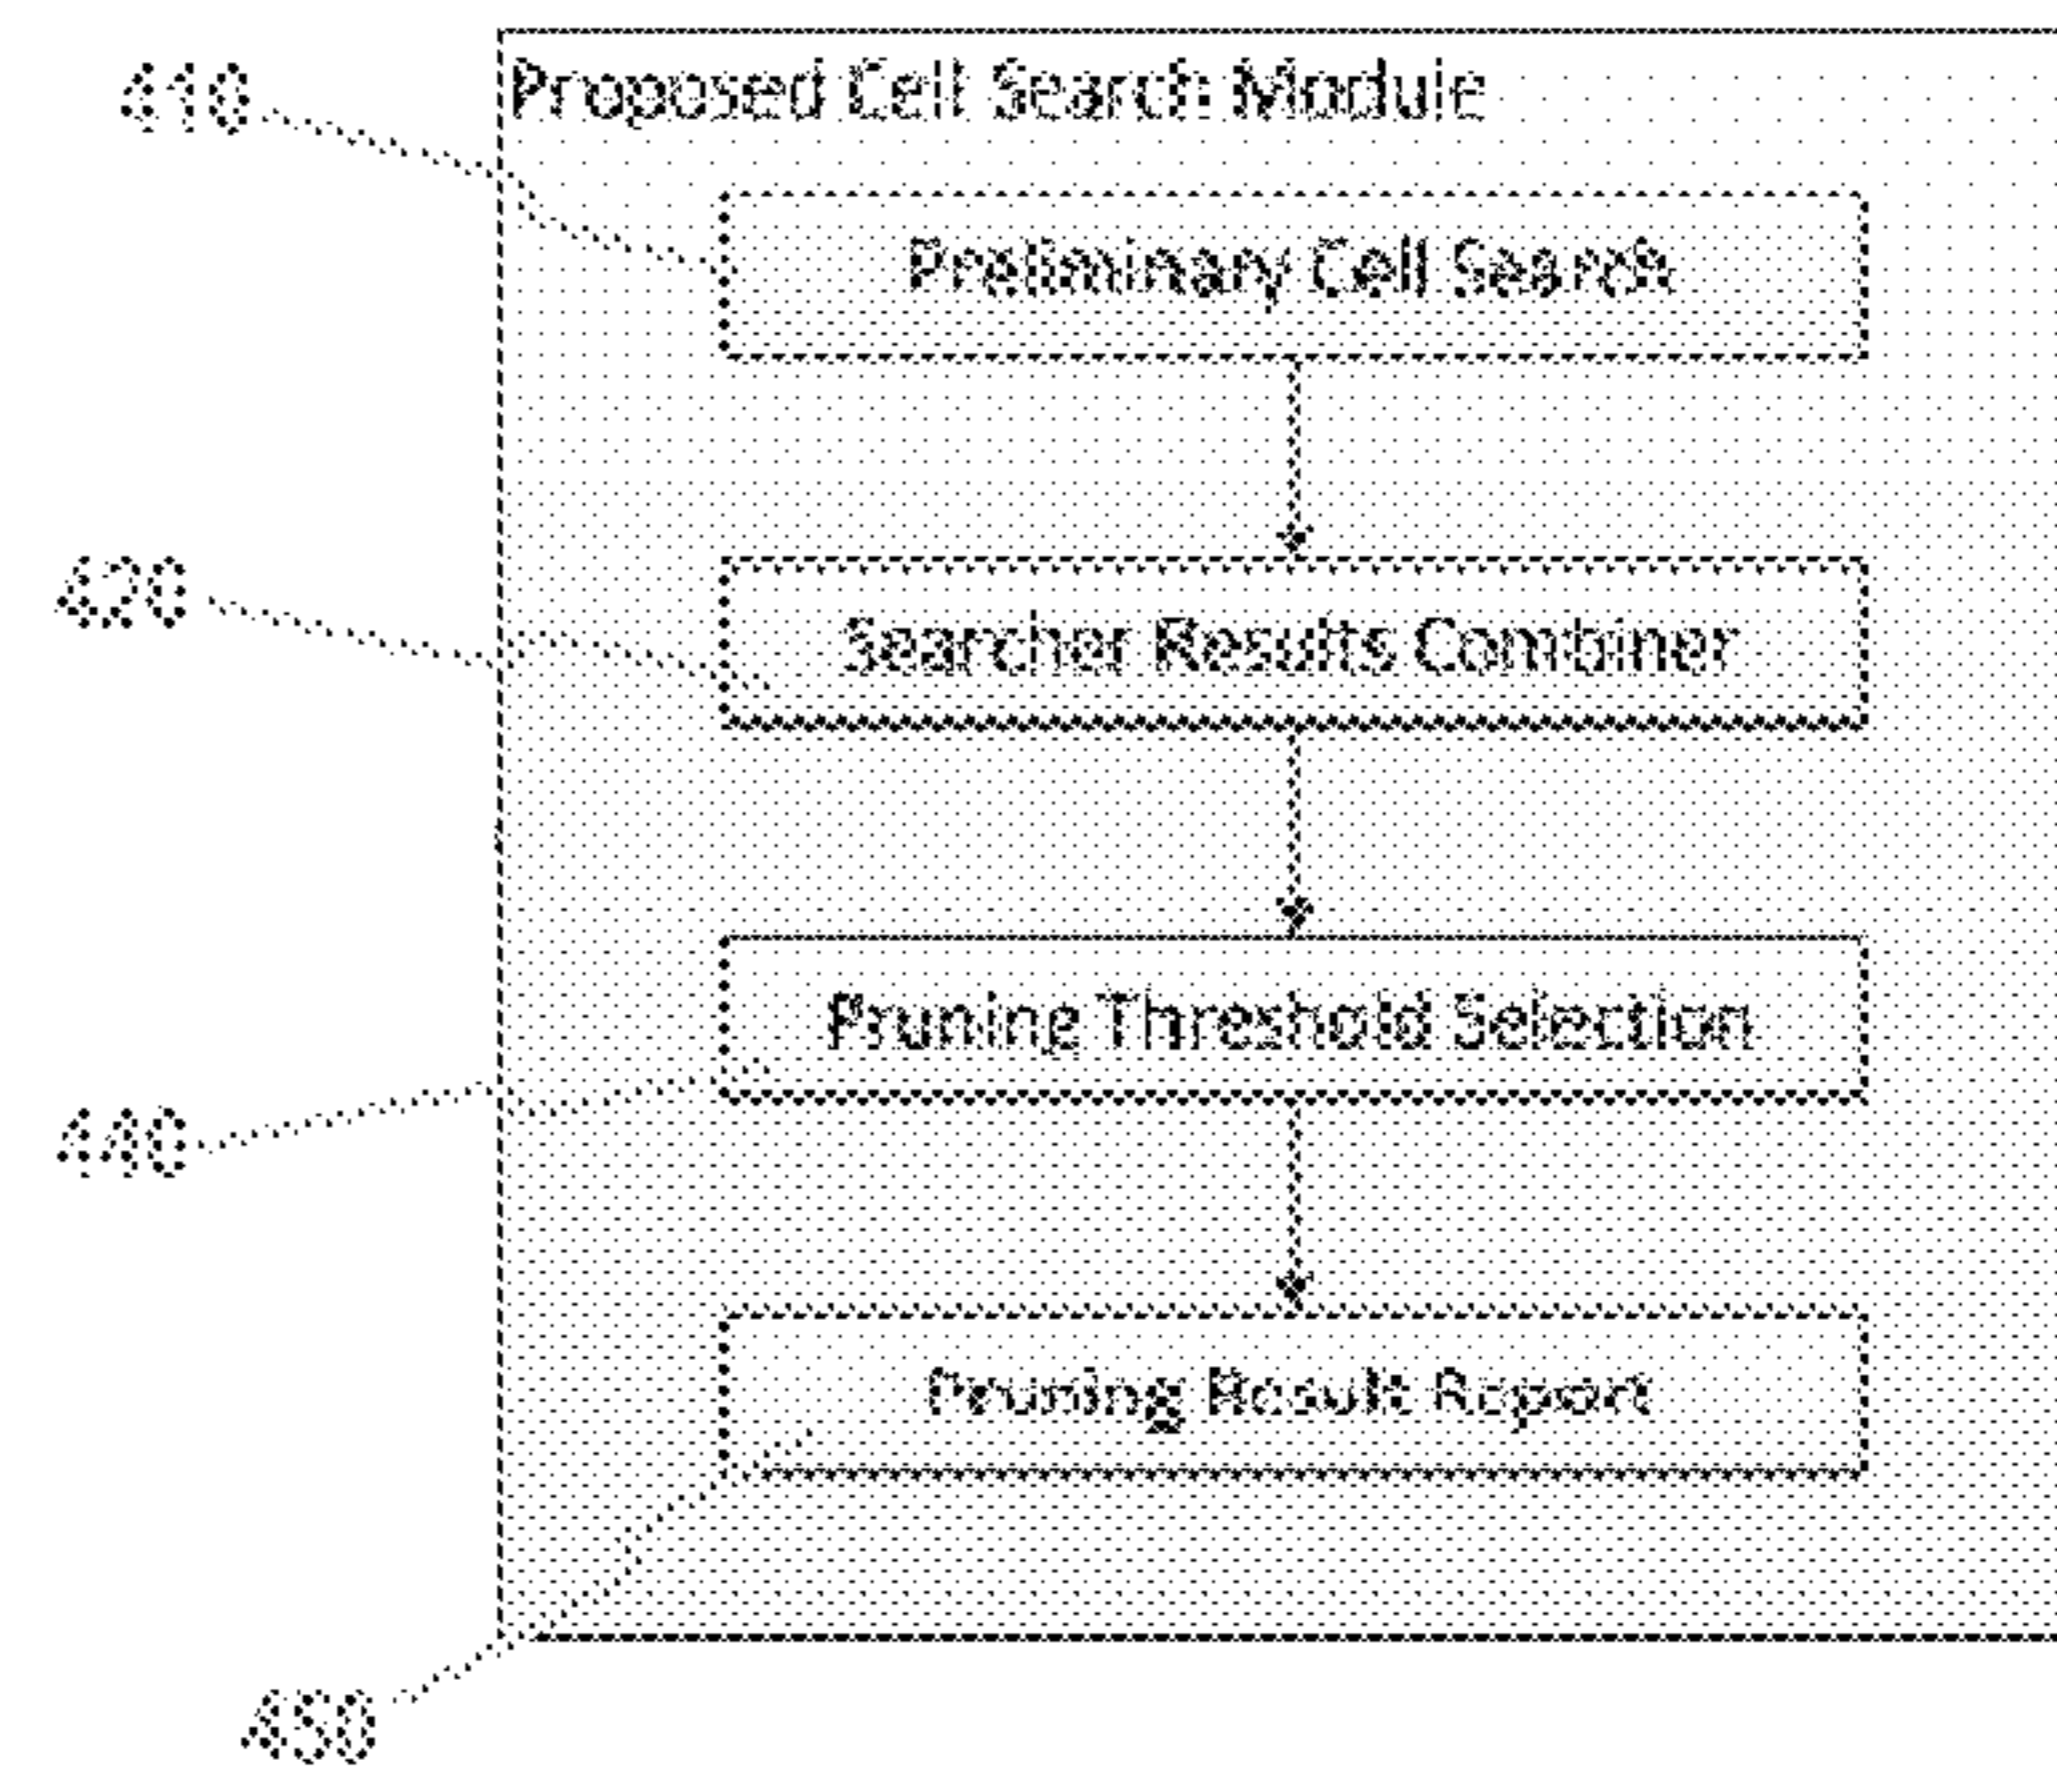 Proposed Cell Search Module
410
Preliminary Cell Search
420
Searcher Results Combiner
Pruning Threshold Selection
440
Pruning Result Report
450